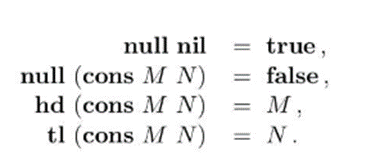 null nil = true ,
null (cons M N) = false ,
hd (cons M N) = M ,
tl (cons M N) = N .